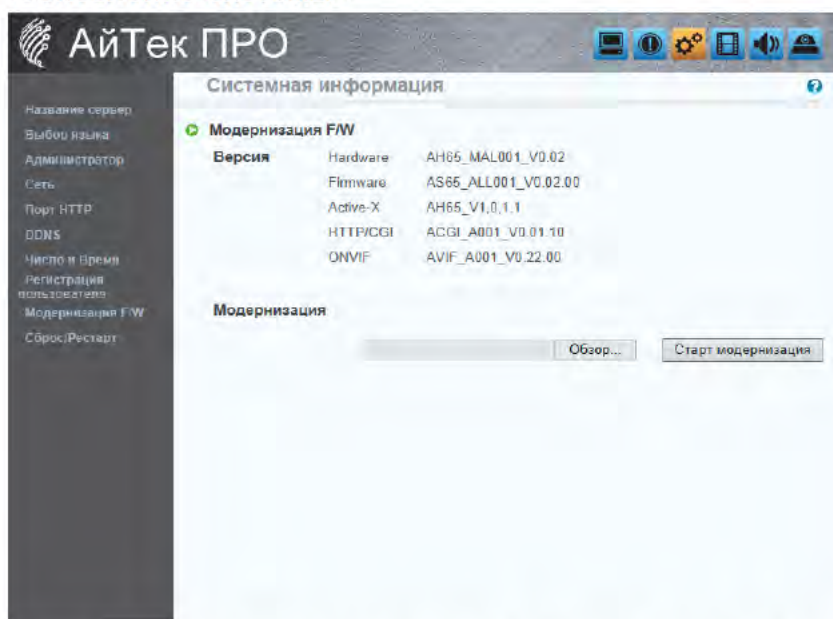 АйТек ПРО
Системная информация
Название сервер
Выбор языка
Администратор
Сеть
Порт HTTP
DDNS
Число и Время
Регистрация
пользователя
Модернизация F/W
Сброс/Рестарт
Модернизация F/W
Версия Hardware AH65_MAL001_V0.02
Firmware AS65_ALL001_V0.02.00
Active-X AH65_V1,0,1.1
HTTP/CGI ACGI_A001_V0.01.10
ONVIF AVIF_A001_V0.22.00
Модернизация
Обзор... Старт модернизация